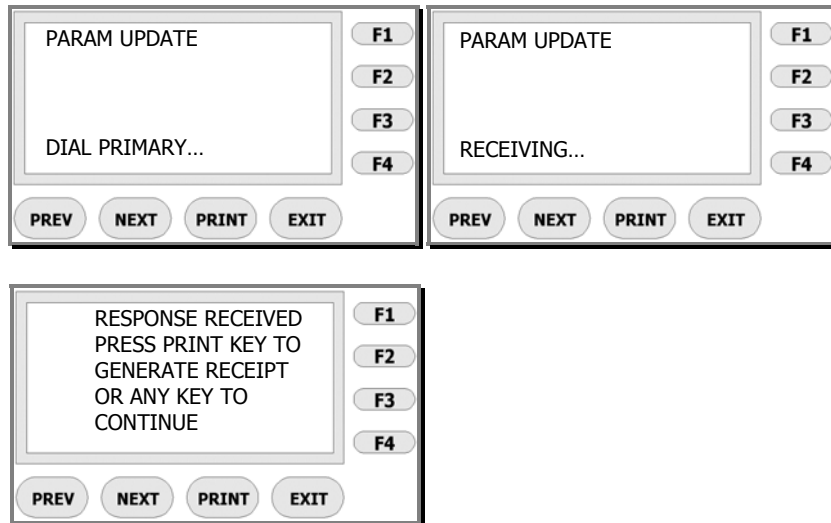 PARAM UPDATE
DIAL PRIMARY...
F1
F2
F3
F4
PREV NEXT PRINT EXIT
PARAM UPDATE
RECEIVING...
F1
F2
F3
F4
PREV NEXT PRINT EXIT
RESPONSE RECEIVED
PRESS PRINT KEY TO
GENERATE RECEIPT
OR ANY KEY TO
CONTINUE
F1
F2
F3
F4
PREV NEXT PRINT EXIT